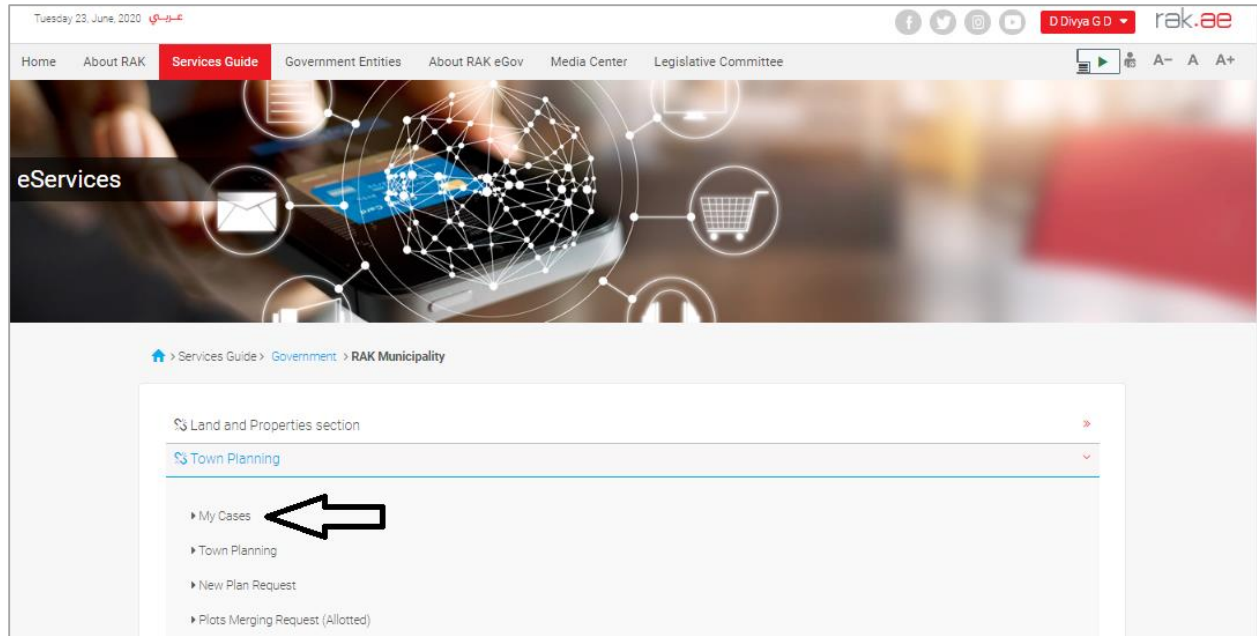 Tuesday 23, June, 2020 عـربـي
D Divya G D
rak.ae
Home About RAK Services Guide Government Entities About RAK eGov Media Center Legislative Committee A- A A+
eServices
> Services Guide > Government > RAK Municipality
Land and Properties section »
Town Planning
My Cases
Town Planning
New Plan Request
Plots Merging Request (Allotted)